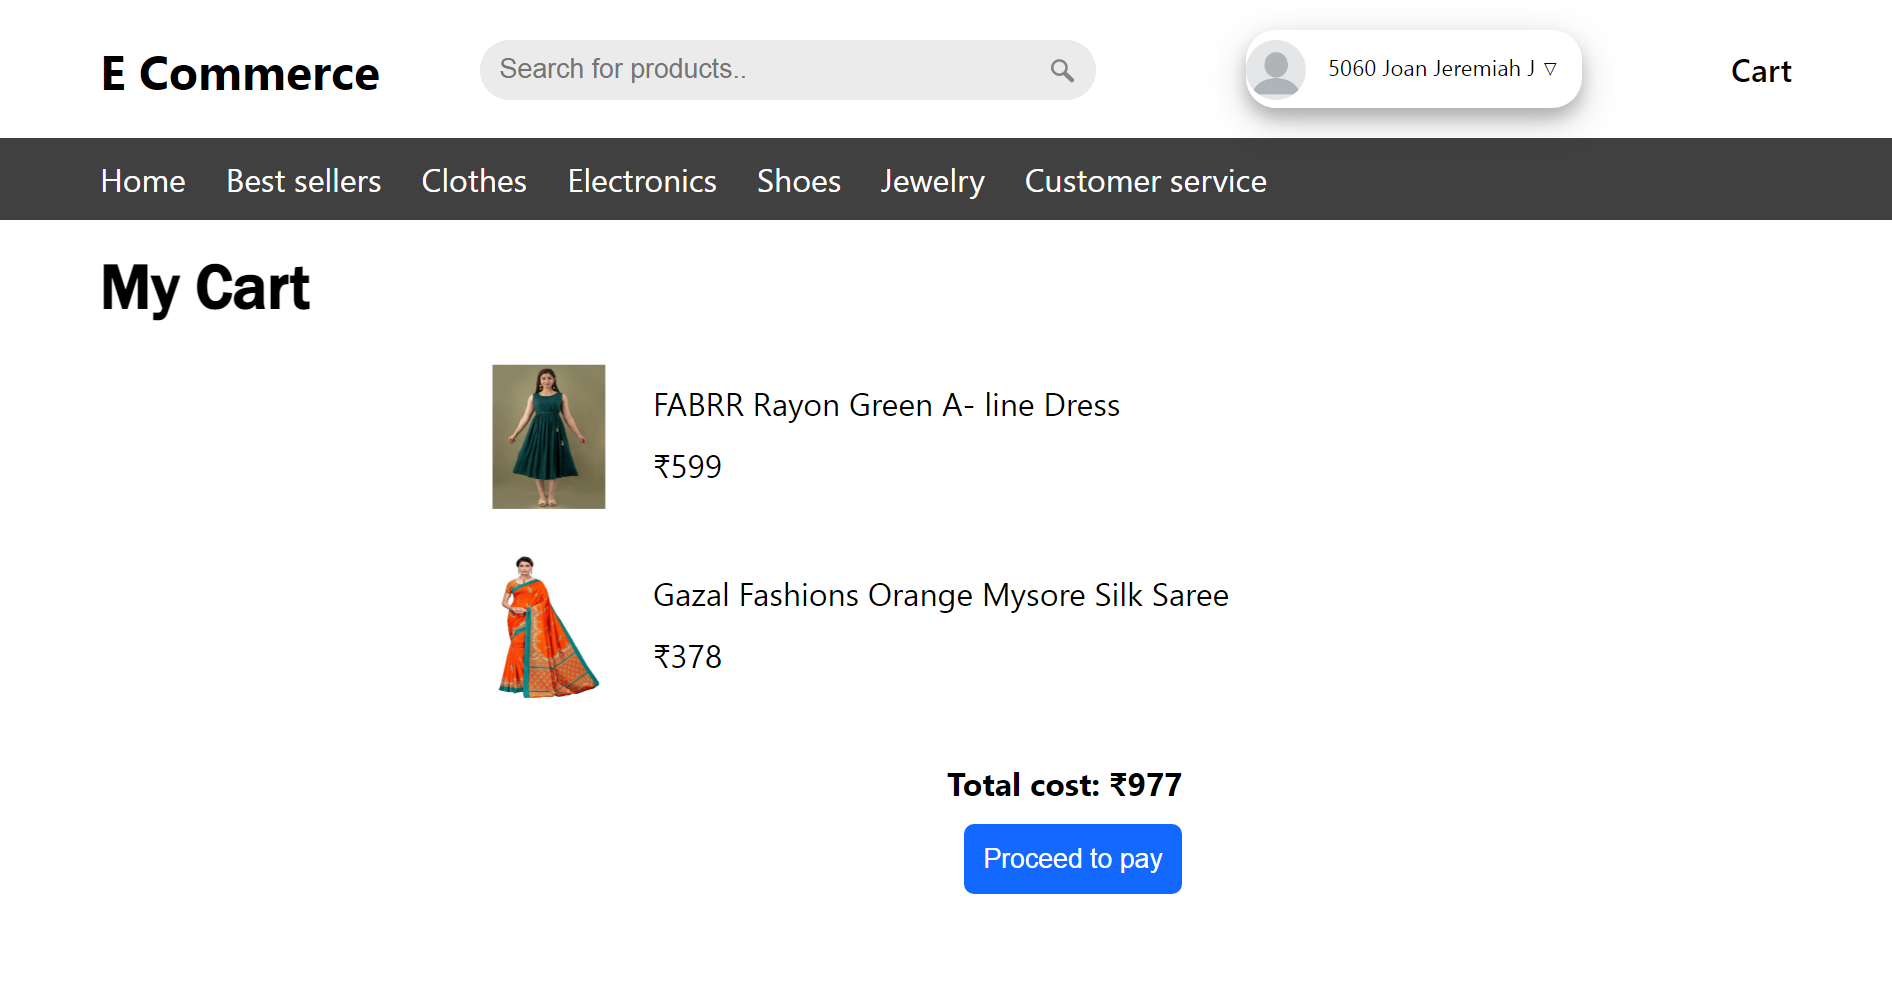 E Commerce
Search for products..
5060 Joan Jeremiah J ▽
Cart
Home Best sellers Clothes Electronics Shoes Jewelry Customer service
My Cart
FABRR Rayon Green A- line Dress
₹599
Gazal Fashions Orange Mysore Silk Saree
₹378
Total cost: ₹977
Proceed to pay